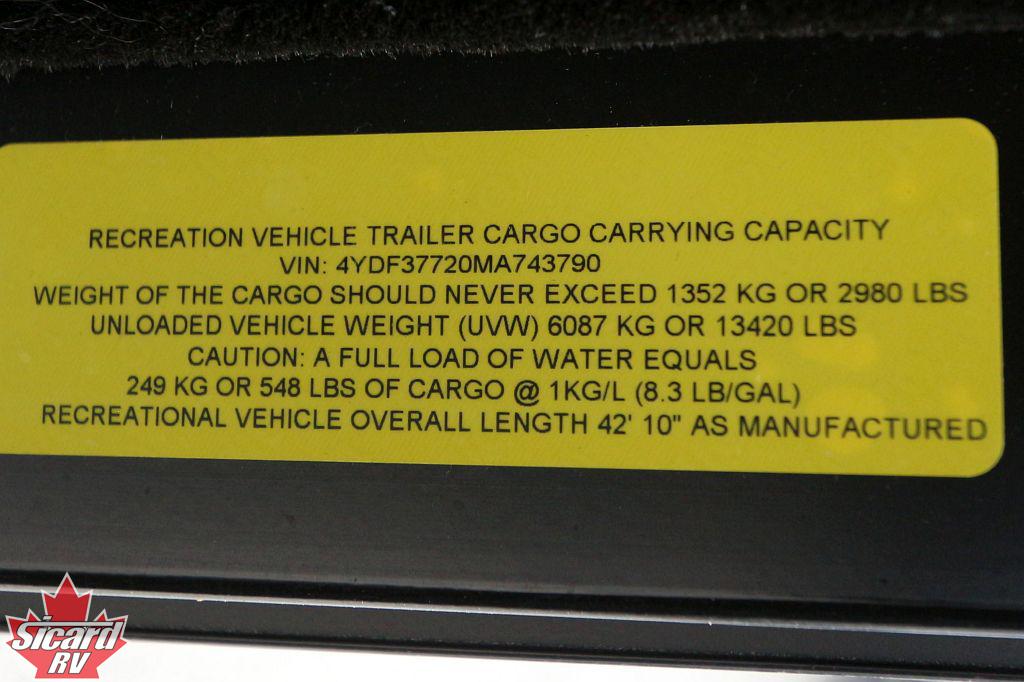 RECREATION VEHICLE TRAILER CARGO CARRYING CAPACITY
VIN: 4YDF37720MA743790
WEIGHT OF THE CARGO SHOULD NEVER EXCEED 1352 KG OR 2980 LBS
UNLOADED VEHICLE WEIGHT (UVW) 6087 KG OR 13420 LBS
CAUTION: A FULL LOAD OF WATER EQUALS
249 KG OR 548 LBS OF CARGO @ 1KG/L (8.3 LB/GAL)
RECREATIONAL VEHICLE OVERALL LENGTH 42' 10" AS MANUFACTURED
Sicard
RV